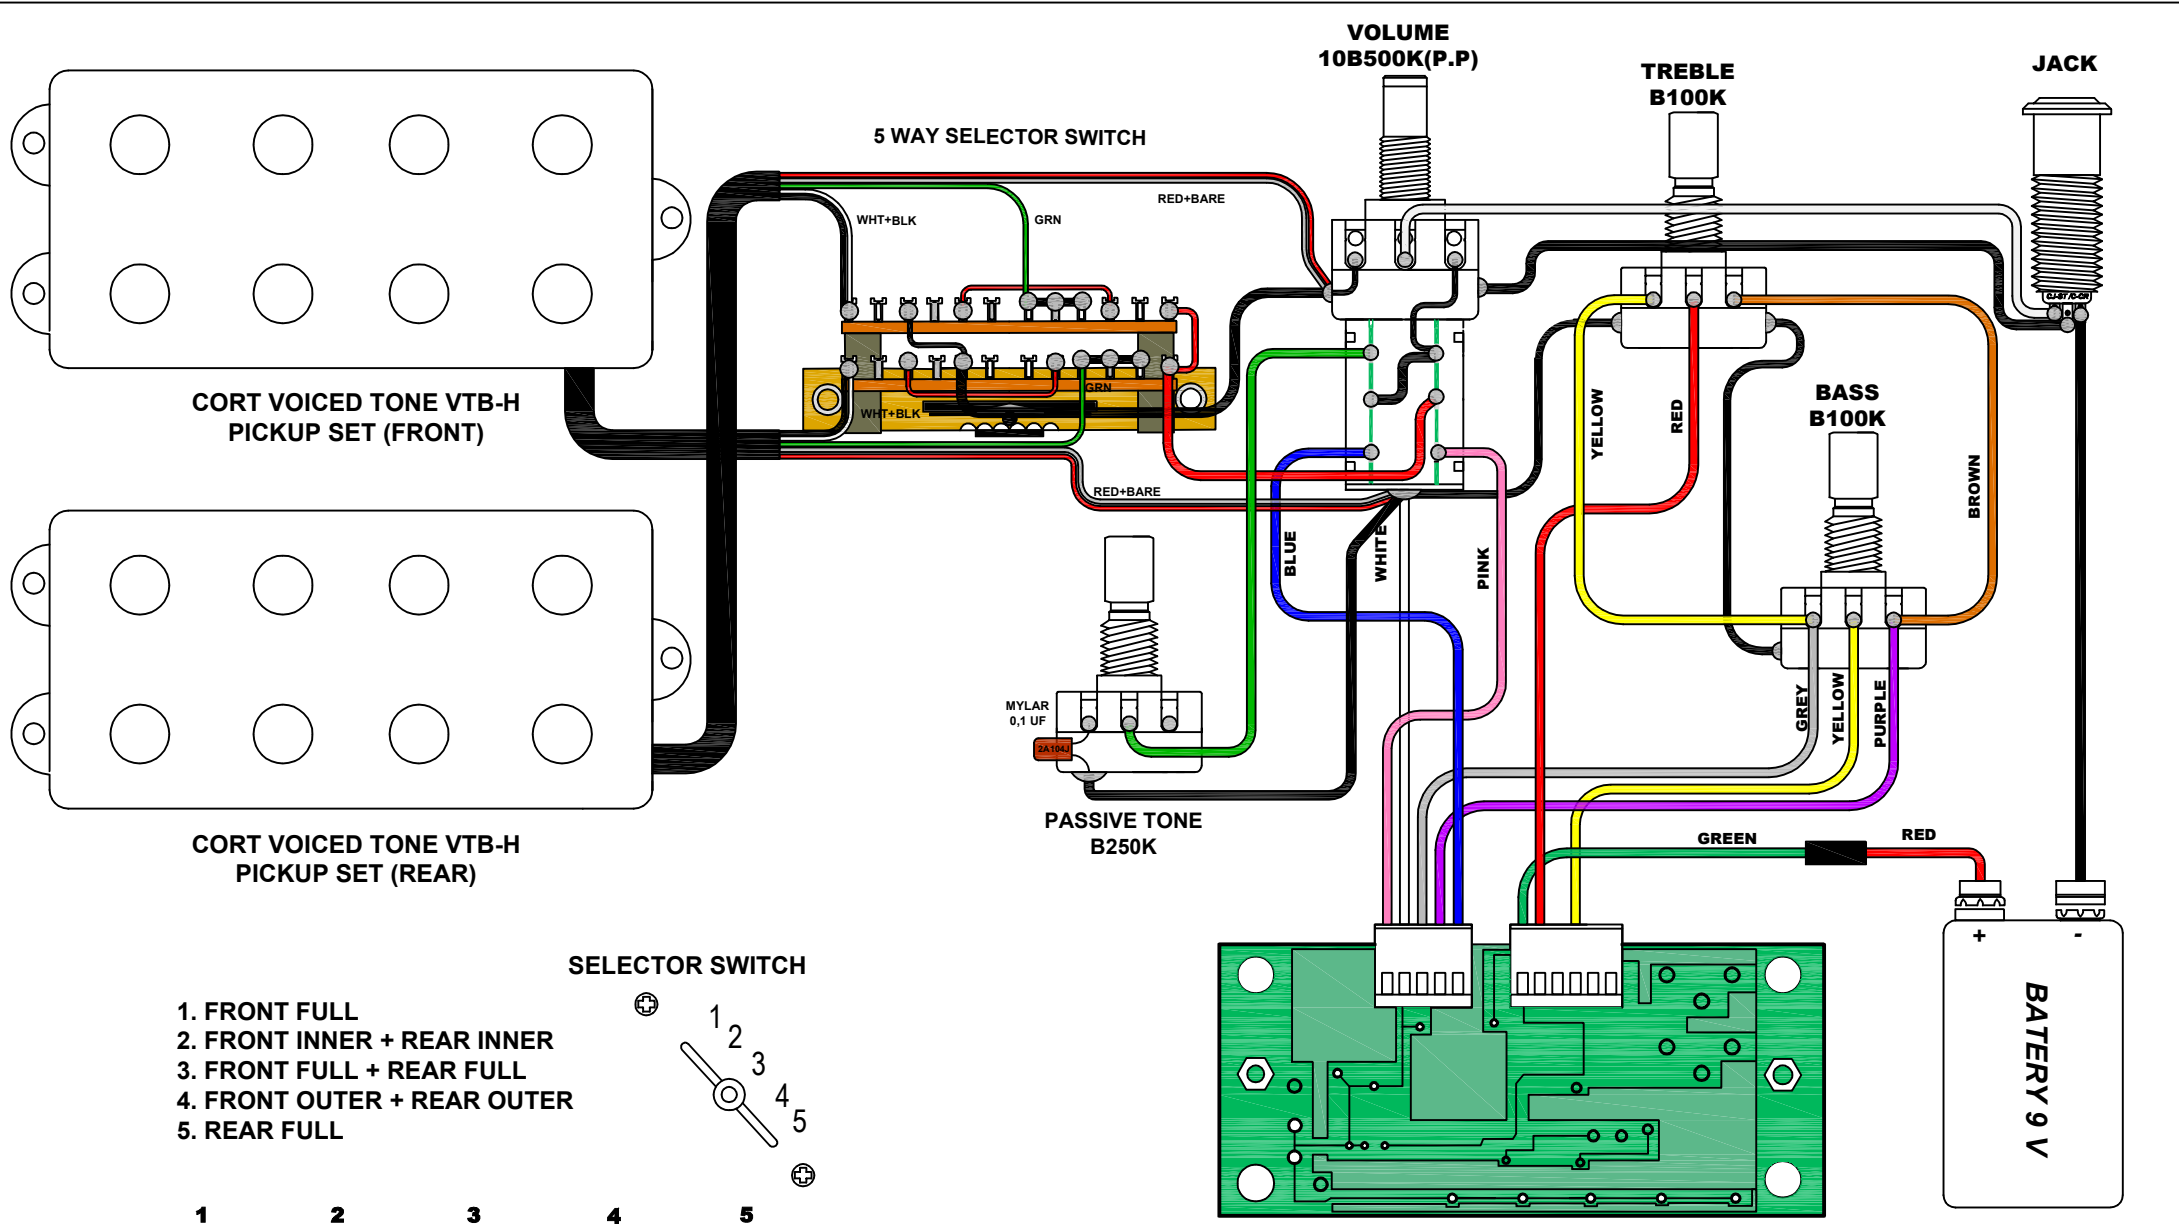 VOLUME
10B500K(P.P)
TREBLE
B100K
JACK
5 WAY SELECTOR SWITCH
RED+BARE
WHT+BLK
GRN
CORT VOICED TONE VTB-H
PICKUP SET (FRONT)
GRN
WHT+BLK
RED+BARE
YELLOW
RED
BASS
B100K
BROWN
BLUE
WHITE
PINK
MYLAR
0,1 UF
2A104J
PASSIVE TONE
B250K
GREY
YELLOW
PURPLE
GREEN
RED
CORT VOICED TONE VTB-H
PICKUP SET (REAR)
+
-
BATERY 9 V
SELECTOR SWITCH
1
2
3
4
5
1. FRONT FULL
2. FRONT INNER + REAR INNER
3. FRONT FULL + REAR FULL
4. FRONT OUTER + REAR OUTER
5. REAR FULL
1 2 3 4 5